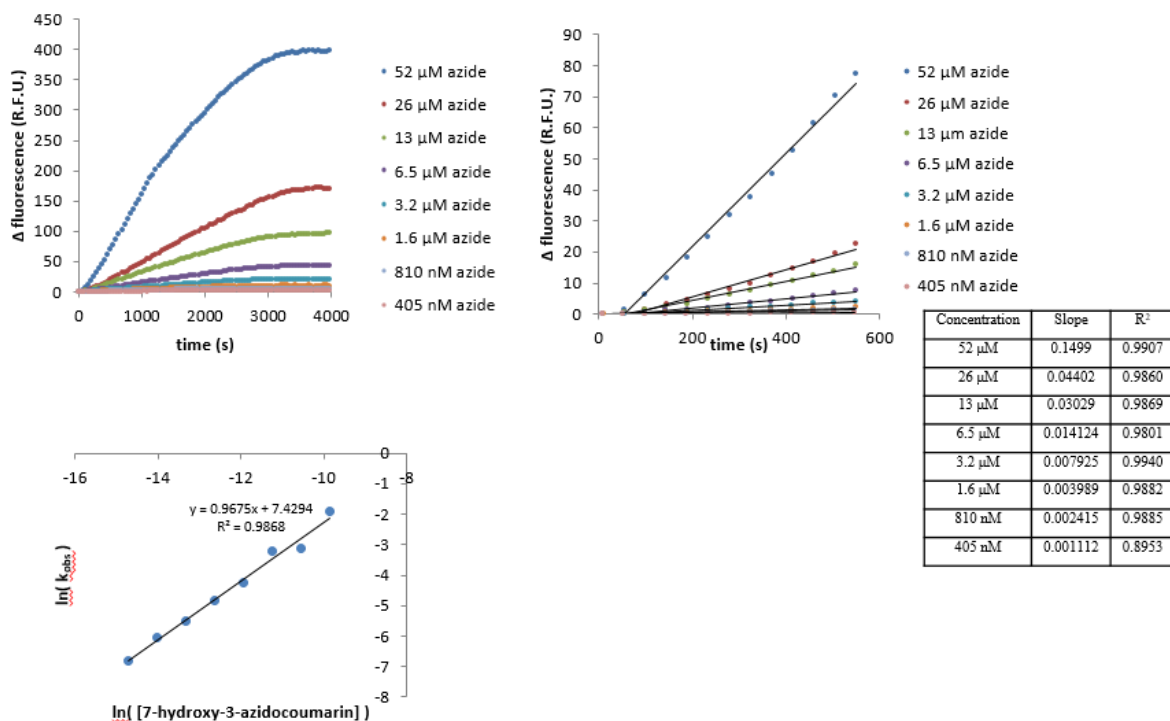 450
400
350
300
250
200
150
100
50
0
0 1000 2000 3000 4000
Δ fluorescence (R.F.U.)
time (s)
52 µM azide
26 µM azide
13 µM azide
6.5 µM azide
3.2 µM azide
1.6 µM azide
810 nM azide
405 nM azide
90
80
70
60
50
40
30
20
10
0
0 200 400 600
Δ fluorescence (R.F.U.)
time (s)
52 µM azide
26 µM azide
13 µm azide
6.5 µM azide
3.2 µM azide
1.6 µM azide
810 nM azide
405 nM azide
Concentration Slope R²
52 µM 0.1499 0.9907
26 µM 0.04402 0.9860
13 µM 0.03029 0.9869
6.5 µM 0.014124 0.9801
3.2 µM 0.007925 0.9940
1.6 µM 0.003989 0.9882
810 nM 0.002415 0.9885
405 nM 0.001112 0.8953
-16 -14 -12 -10 -8
0
-1
-2
-3
-4
-5
-6
-7
-8
y = 0.9675x + 7.4294
R² = 0.9868
ln( kobs )
ln( [7-hydroxy-3-azidocoumarin] )